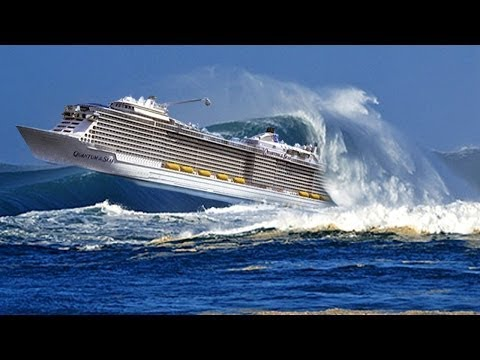 QUANTUM OF THE SEAS